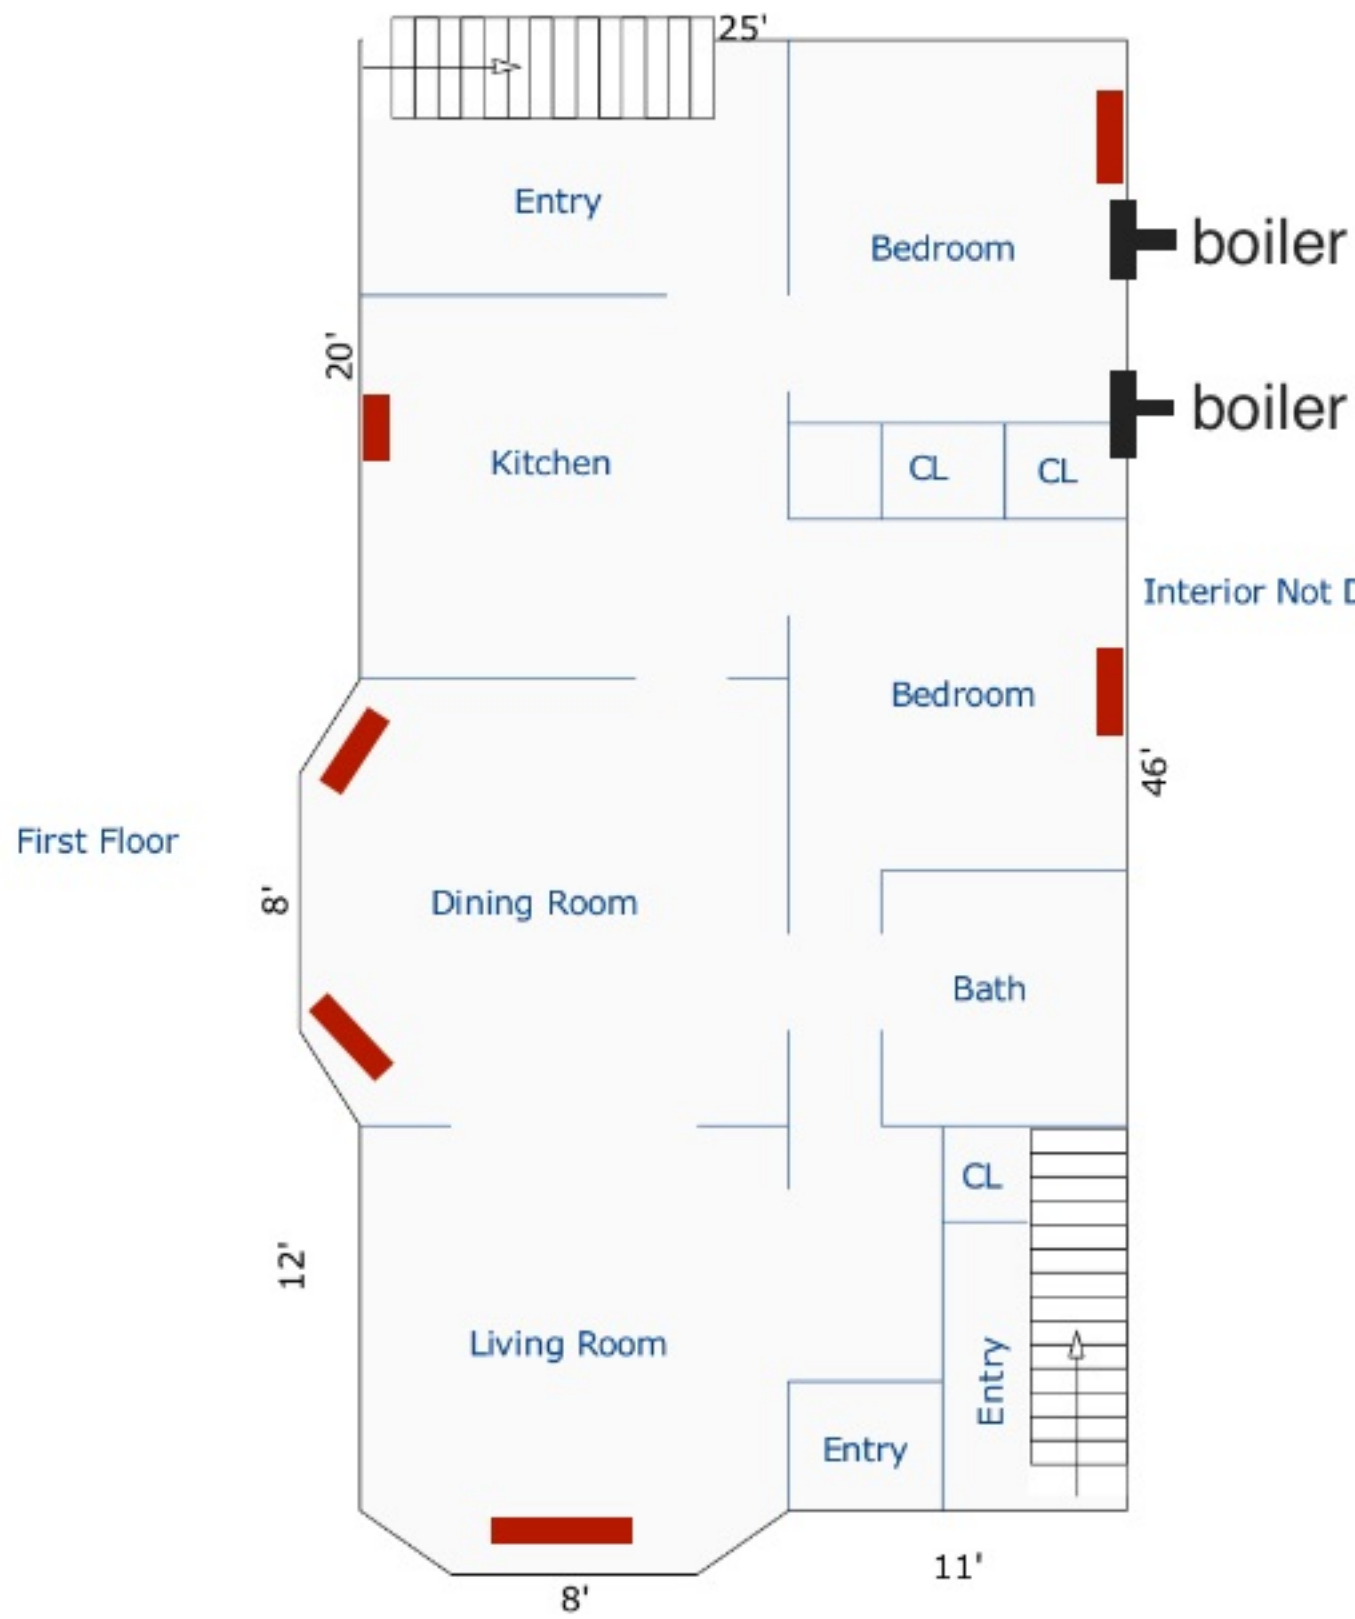 25'
Entry
Bedroom
boiler
20'
boiler
Kitchen
CL
CL
Interior Not
Bedroom
46'
First Floor
8'
Dining Room
Bath
CL
12'
Living Room
Entry
Entry
11'
8'